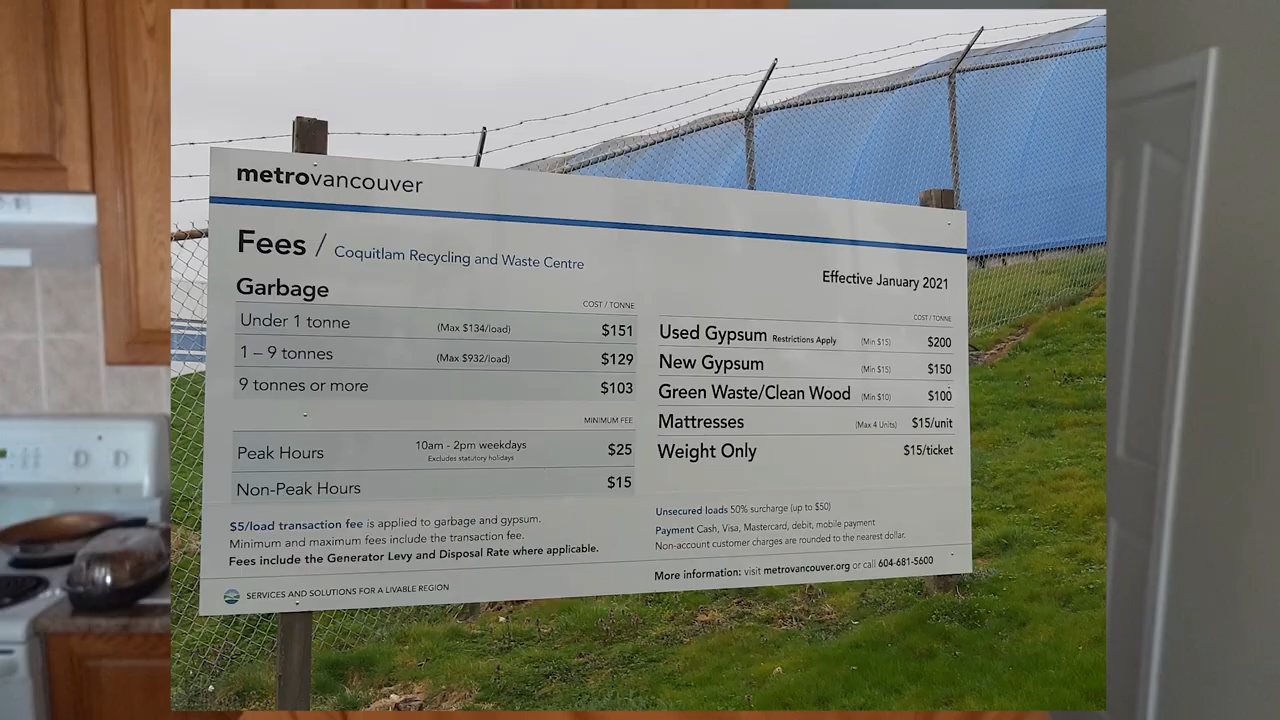 metrovancouver
Fees / Coquitlam Recycling and Waste Centre
Effective January 2021
Garbage
COST / TONNE
Under 1 tonne (Max $134/load) $151
1 – 9 tonnes (Max $932/load) $129
9 tonnes or more $103
MINIMUM FEE
Peak Hours 10am - 2pm weekdays $25
Excludes statutory holidays
Non-Peak Hours $15
$5/load transaction fee is applied to garbage and gypsum.
Minimum and maximum fees include the transaction fee.
Fees include the Generator Levy and Disposal Rate where applicable.
SERVICES AND SOLUTIONS FOR A LIVABLE REGION
COST / TONNE
Used Gypsum Restrictions Apply (Min $15) $200
New Gypsum (Min $15) $150
Green Waste/Clean Wood (Min $10) $100
Mattresses (Max 4 Units) $15/unit
Weight Only $15/ticket
Unsecured loads 50% surcharge (up to $50)
Payment Cash, Visa, Mastercard, debit, mobile payment
Non-account customer charges are rounded to the nearest dollar.
More information: visit metrovancouver.org or call 604-681-5600